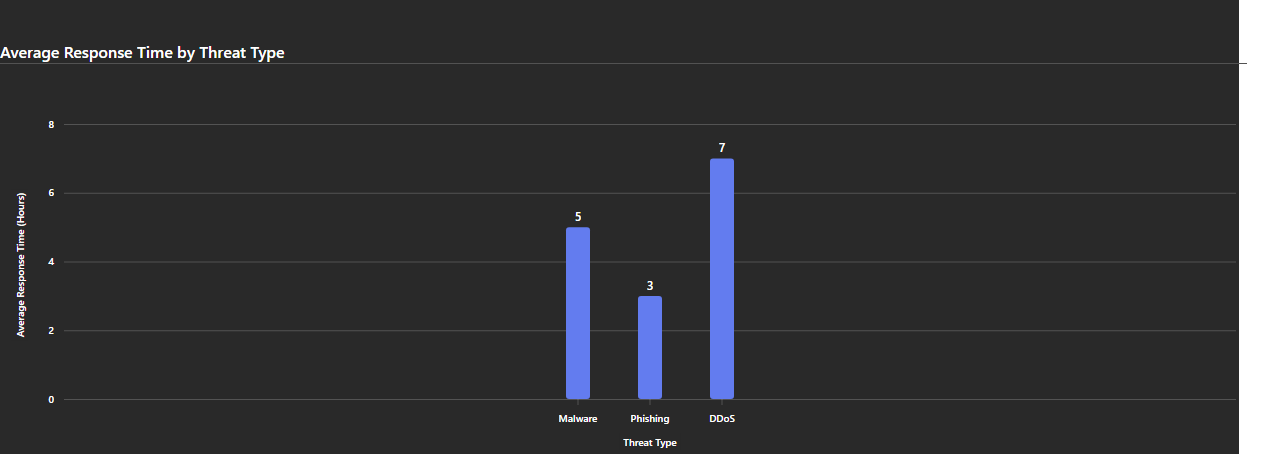 Average Response Time by Threat Type
8
6
4
2
0
Average Response Time (Hours)
5
3
7
Malware
Phishing
DDoS
Threat Type